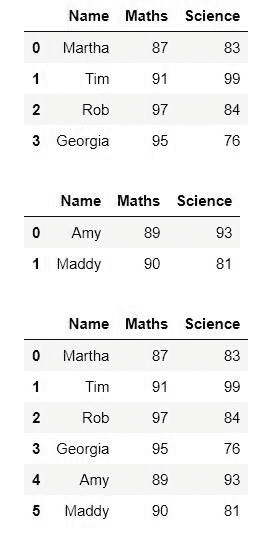 Name Maths Science
0 Martha 87 83
1 Tim 91 99
2 Rob 97 84
3 Georgia 95 76
Name Maths Science
0 Amy 89 93
1 Maddy 90 81
Name Maths Science
0 Martha 87 83
1 Tim 91 99
2 Rob 97 84
3 Georgia 95 76
4 Amy 89 93
5 Maddy 90 81